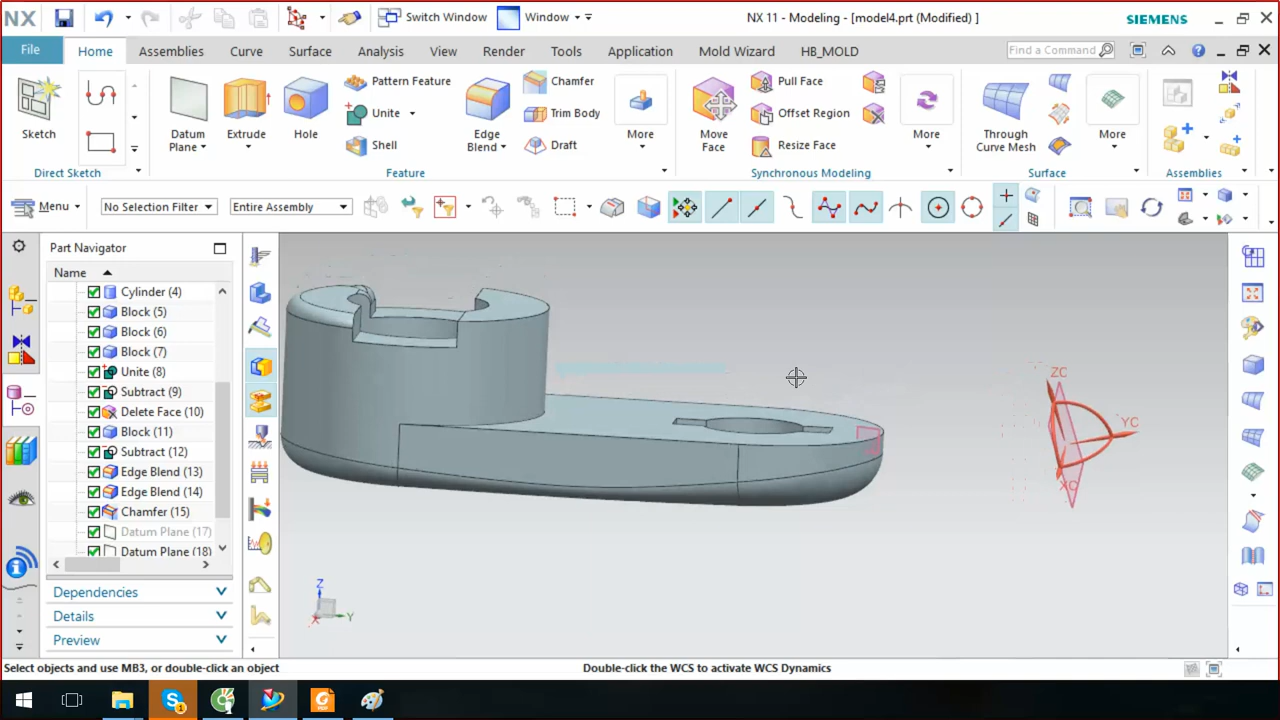 NX
Switch Window
Window
NX 11 - Modeling - [model4.prt (Modified) ]
SIEMENS
File
Home
Assemblies
Curve
Surface
Analysis
View
Render
Tools
Application
Mold Wizard
HB_MOLD
Find a Command
Sketch
Datum
Plane
Extrude
Hole
Pattern Feature
Unite
Shell
Edge
Blend
Chamfer
Trim Body
Draft
More
Move
Face
Pull Face
Offset Region
Resize Face
More
Through
Curve Mesh
More
Direct Sketch
Feature
Synchronous Modeling
Surface
Assemblies
Menu
No Selection Filter
Entire Assembly
Part Navigator
Name
Cylinder (4)
Block (5)
Block (6)
Block (7)
Unite (8)
Subtract (9)
Delete Face (10)
Block (11)
Subtract (12)
Edge Blend (13)
Edge Blend (14)
Chamfer (15)
Datum Plane (17)
Datum Plane (18)
Dependencies
Details
Preview
ZC
YC
XC
Z
Y
X
Select objects and use MB3, or double-click an object
Double-click the WCS to activate WCS Dynamics